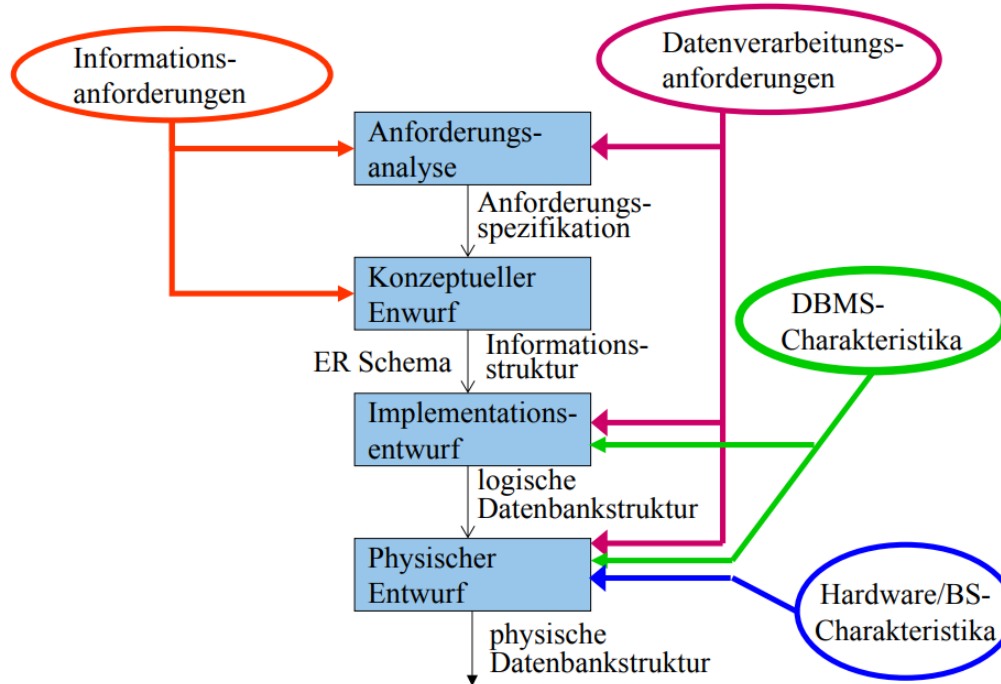 Informations-
anforderungen
Datenverarbeitungs-
anforderungen
Anforderungs-
analyse
Anforderungs-
spezifikation
Konzeptueller
Enwurf
DBMS-
Charakteristika
ER Schema
Informations-
struktur
Implementations-
entwurf
logische
Datenbankstruktur
Physischer
Entwurf
Hardware/BS-
Charakteristika
physische
Datenbankstruktur